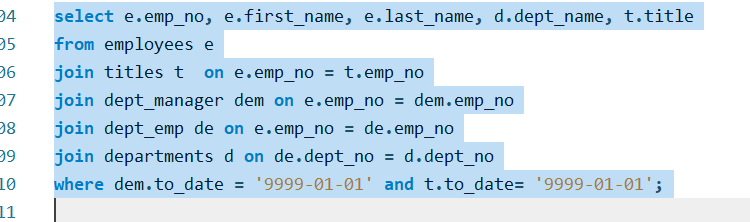 04 select e.emp_no, e.first_name, e.last_name, d.dept_name, t.title
05 from employees e
06 join titles t  on e.emp_no = t.emp_no
07 join dept_manager dem on e.emp_no = dem.emp_no
08 join dept_emp de on e.emp_no = de.emp_no
09 join departments d on de.dept_no = d.dept_no
10 where dem.to_date = '9999-01-01' and t.to_date= '9999-01-01';
11